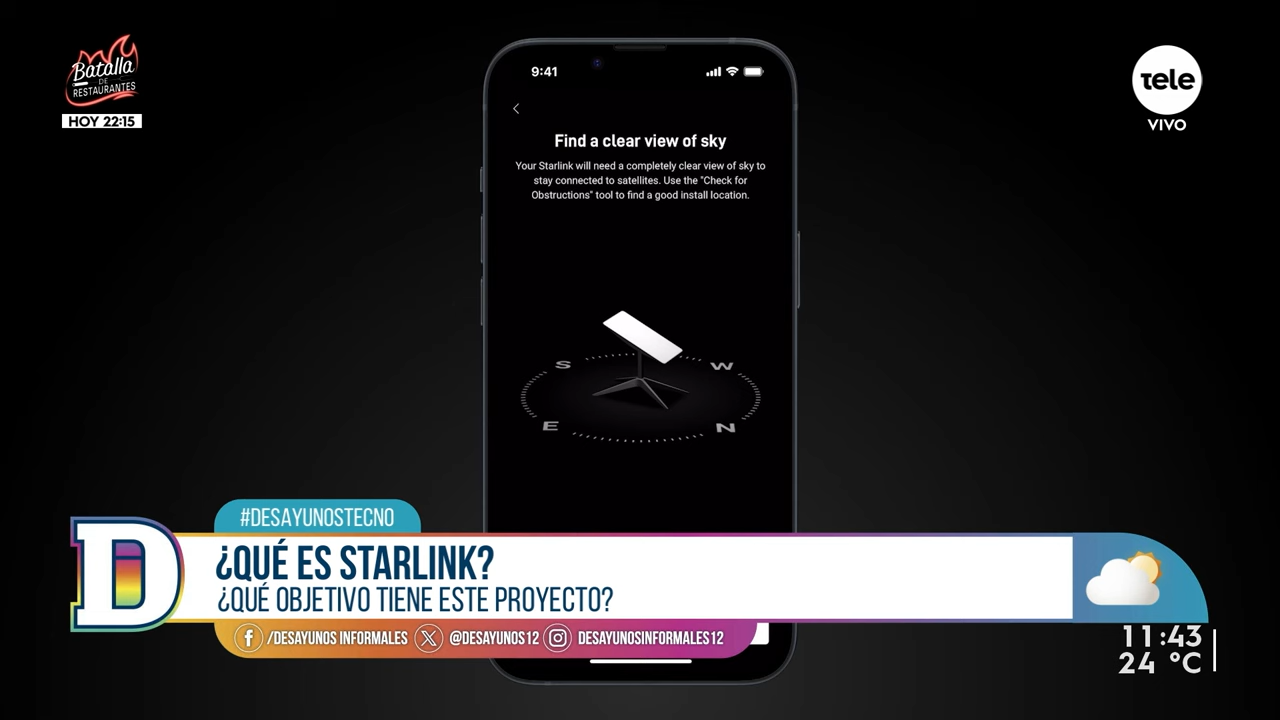 Batalla
DE
RESTAURANTES
HOY 22:15
tele
VIVO
9:41
Find a clear view of sky
Your Starlink will need a completely clear view of sky to
stay connected to satellites. Use the "Check for
Obstructions" tool to find a good install location.
S W
E N
#DESAYUNOSTECNO
D
¿QUÉ ES STARLINK?
¿QUÉ OBJETIVO TIENE ESTE PROYECTO?
/DESAYUNOS INFORMALES @DESAYUNOS12 DESAYUNOSINFORMALES12
11:43
24 °C